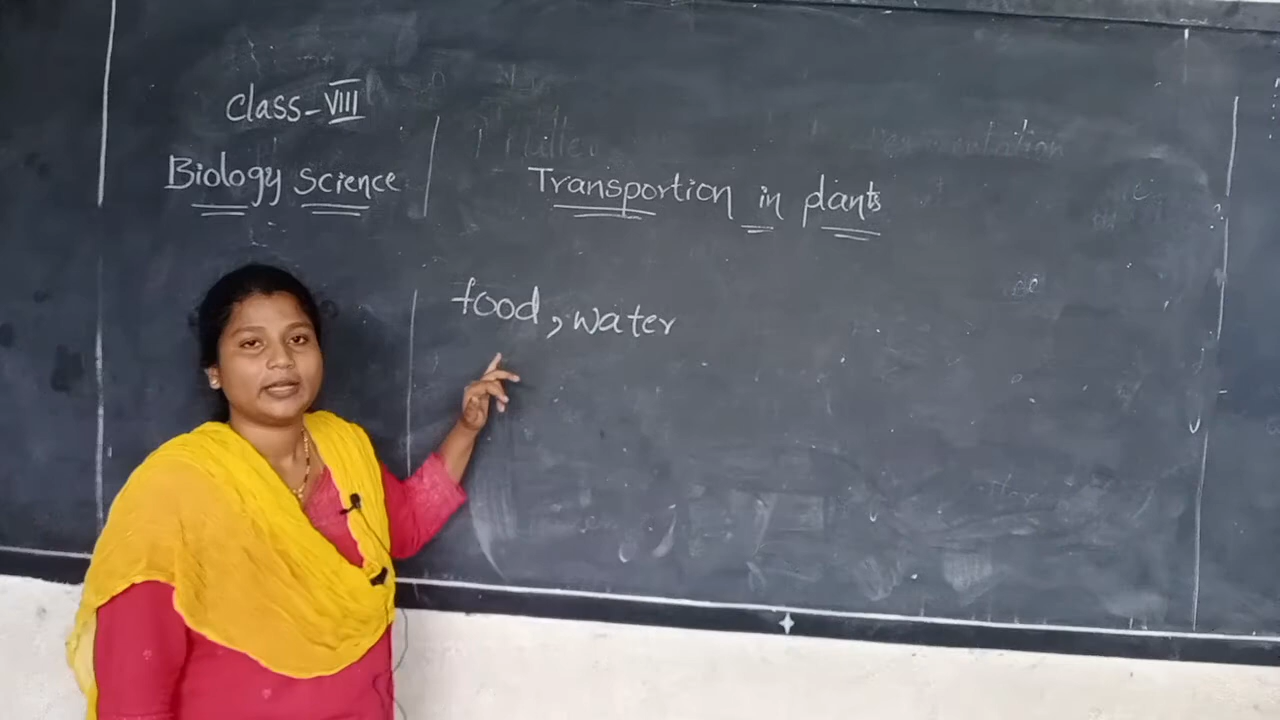 Class-VIII
Biology Science
Transportion in plants
food, water